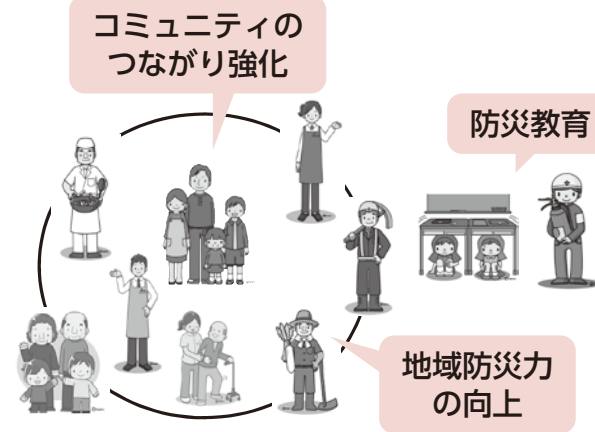 コミュニティの
つながり強化
防災教育
地域防災力
の向上